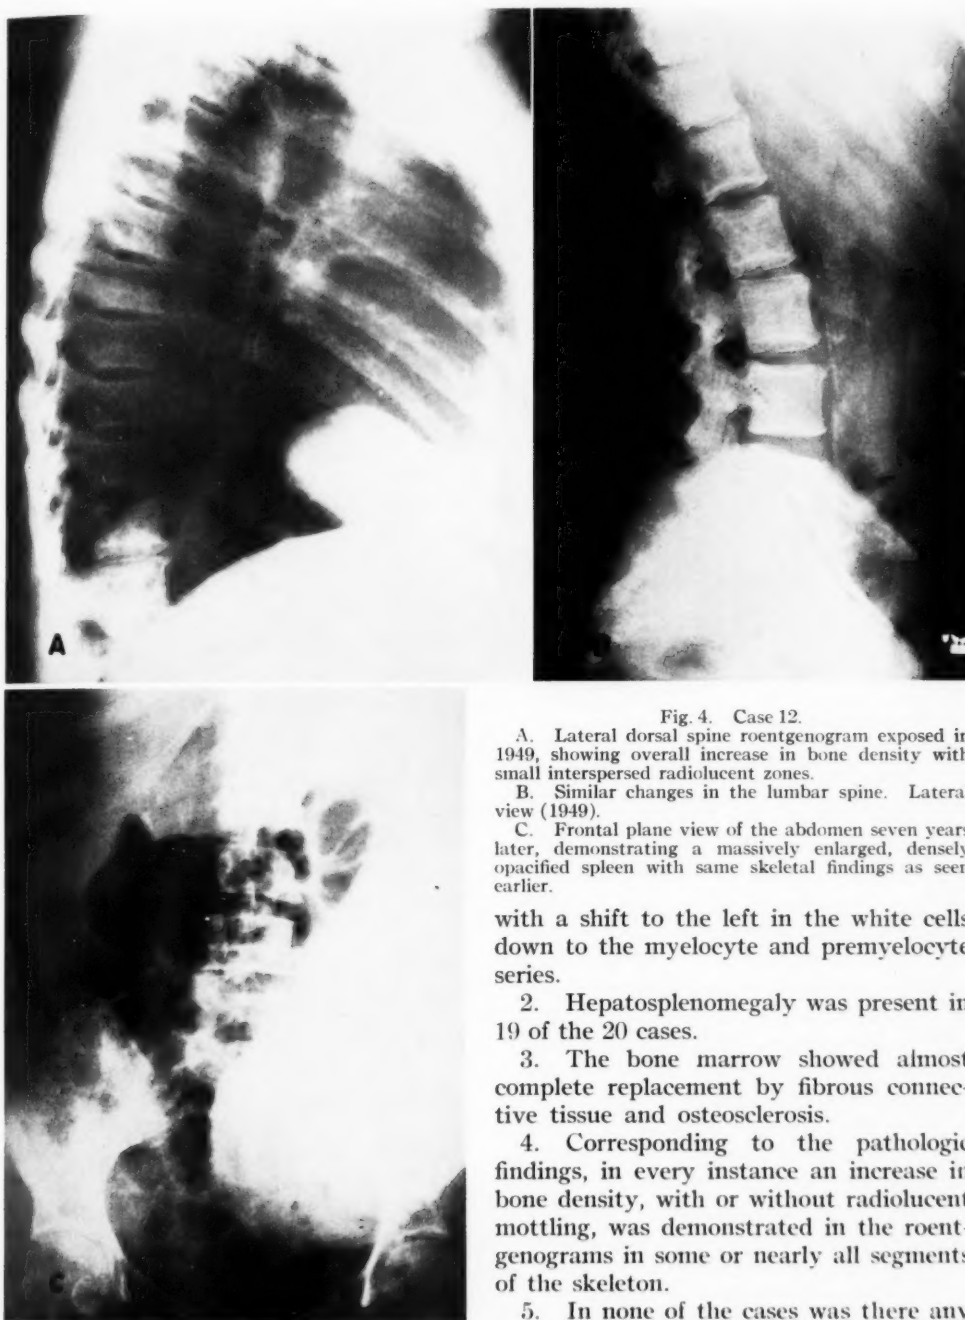 A
C
Fig. 4. Case 12.
A. Lateral dorsal spine roentgenogram exposed in
1949, showing overall increase in bone density with
small interspersed radiolucent zones.
B. Similar changes in the lumbar spine. Latera
view (1949).
C. Frontal plane view of the abdomen seven years
later, demonstrating a massively enlarged, densely
opacified spleen with same skeletal findings as seen
earlier.
with a shift to the left in the white cells
down to the myelocyte and premyelocyte
series.
2. Hepatosplenomegaly was present in
19 of the 20 cases.
3. The bone marrow showed almost
complete replacement by fibrous connec-
tive tissue and osteosclerosis.
4. Corresponding to the pathologic
findings, in every instance an increase in
bone density, with or without radiolucent
mottling, was demonstrated in the roent-
genograms in some or nearly all segments
of the skeleton.
5. In none of the cases was there any